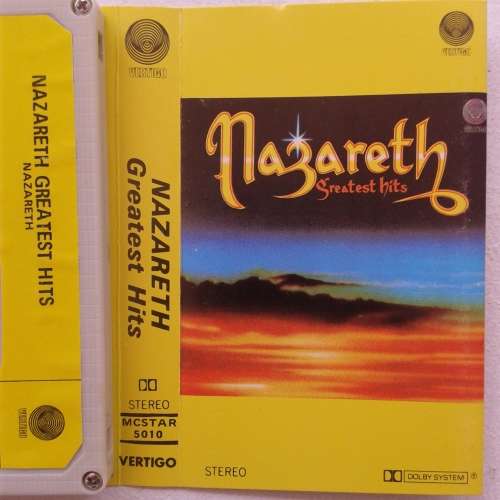 NAZARETH GREATEST HITS
NAZARETH
VERTIGO
VERTIGO
NAZARETH
Greatest Hits
STEREO
MCSTAR
5010
VERTIGO
VERTIGO
Nazareth
Greatest hits
STEREO
DOLBY SYSTEM